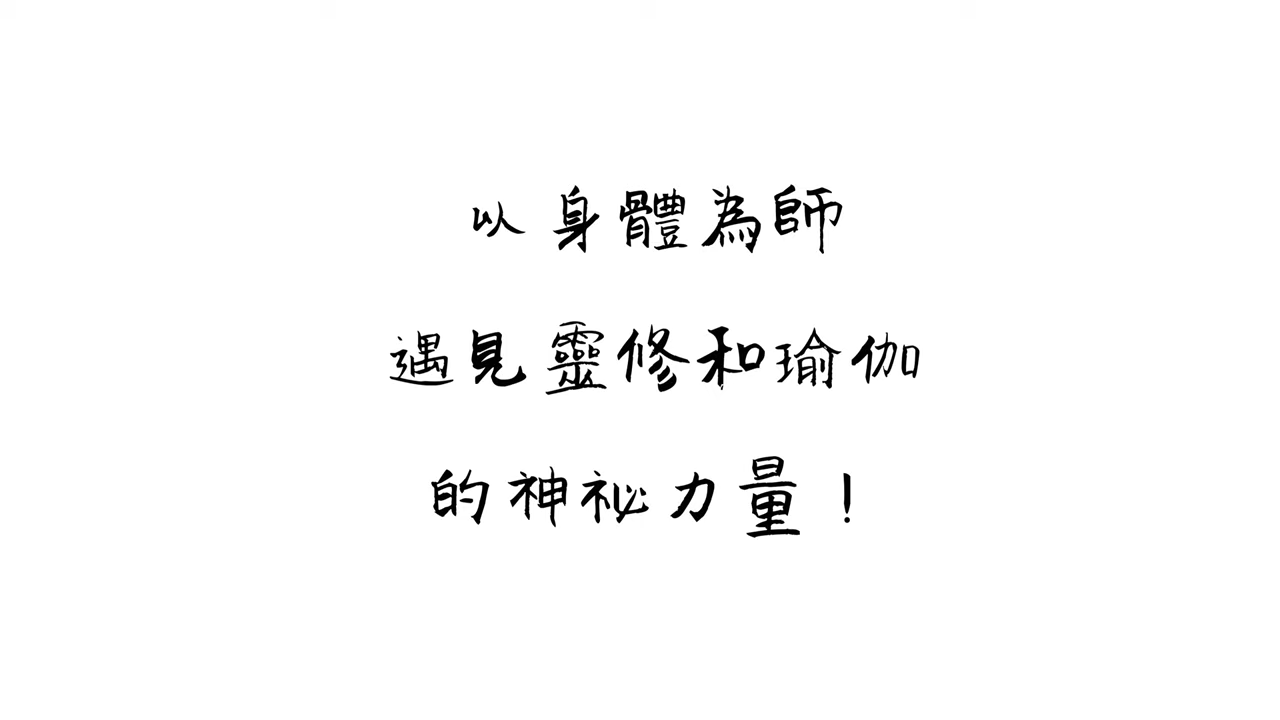 以身體為師
遇見靈修和瑜伽
的神祕力量！